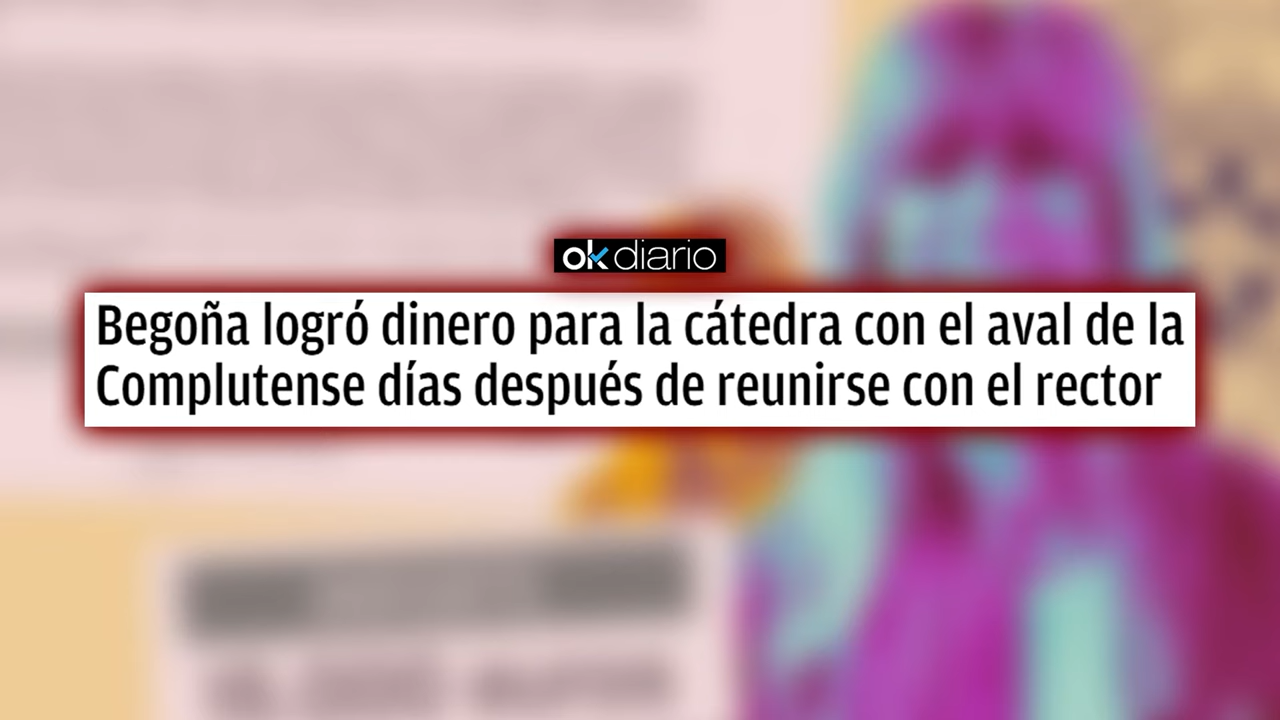 okdiario
Begoña logró dinero para la cátedra con el aval de la
Complutense días después de reunirse con el rector